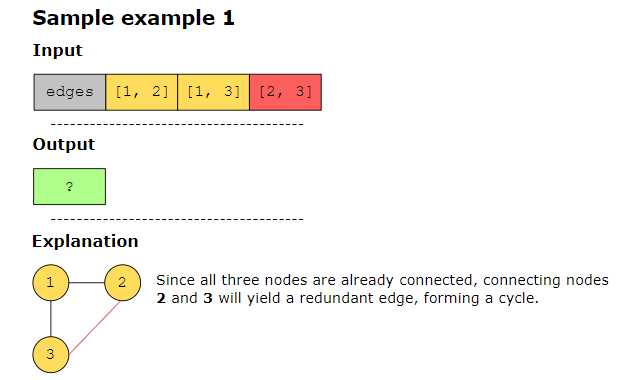 Sample example 1
Input
edges [1, 2] [1, 3] [2, 3]
---------------------------------------
Output
?
---------------------------------------
Explanation
1 2
Since all three nodes are already connected, connecting nodes
2 and 3 will yield a redundant edge, forming a cycle.
3